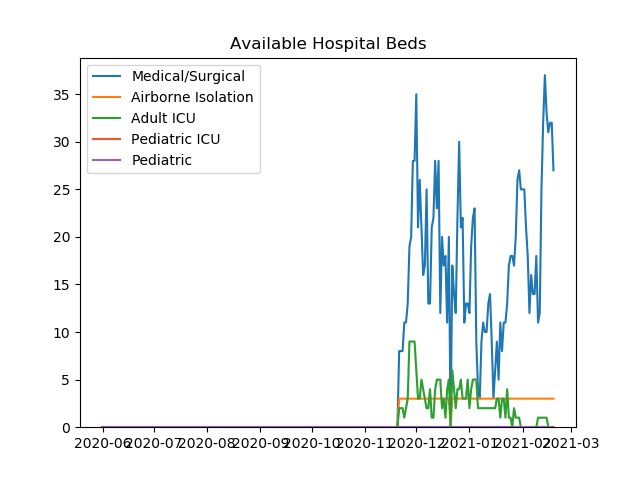 Available Hospital Beds
Medical/Surgical
Airborne Isolation
Adult ICU
Pediatric ICU
Pediatric
35
30
25
20
15
10
5
0
2020-06 2020-07 2020-08 2020-09 2020-10 2020-11 2020-12 2021-01 2021-02 2021-03